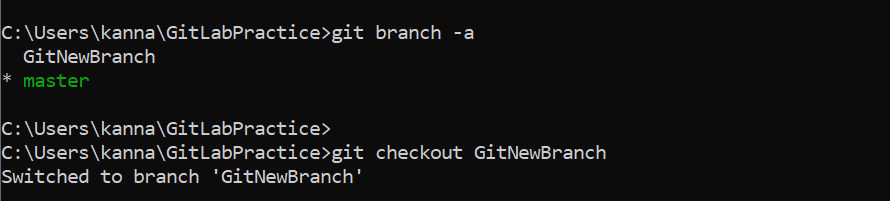 C:\Users\kanna\GitLabPractice>git branch -a
  GitNewBranch
* master
C:\Users\kanna\GitLabPractice>
C:\Users\kanna\GitLabPractice>git checkout GitNewBranch
Switched to branch 'GitNewBranch'